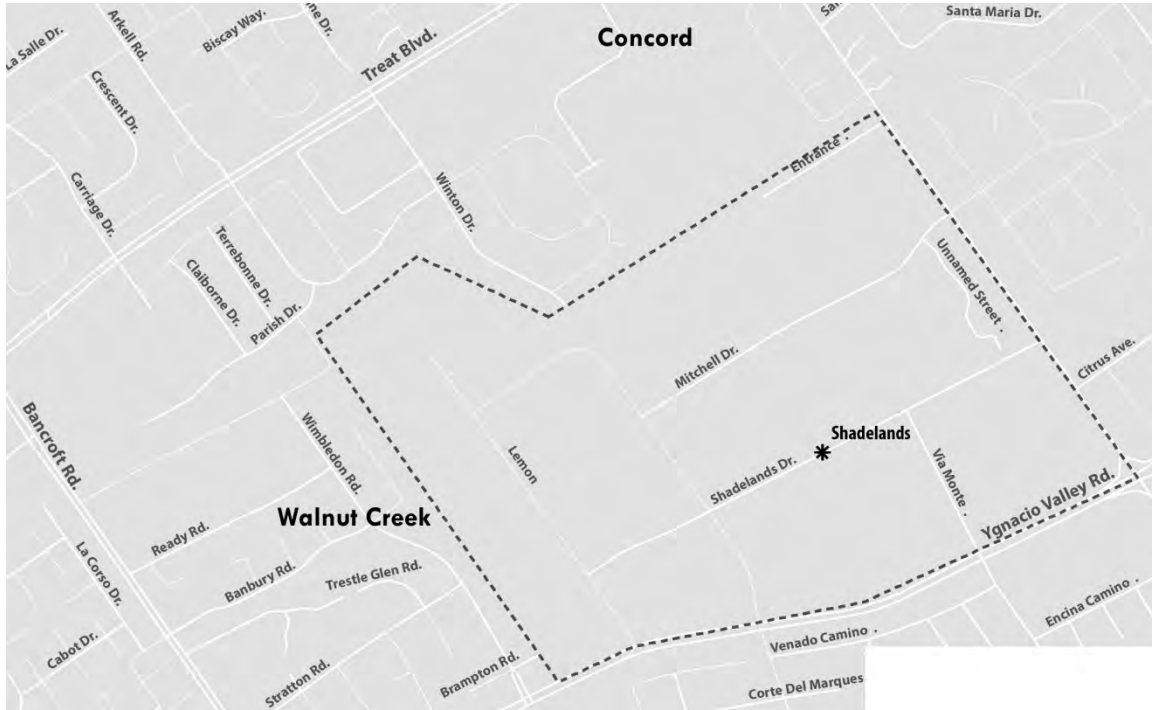 La Salle Dr.
Arkell Rd.
Biscay Way.
ne Dr.
Treat Blvd.
Concord
Santa Maria Dr.
Crescent Dr.
Carriage Dr.
Winton Dr.
Entrance .
Terrebonne Dr.
Claiborne Dr.
Parish Dr.
Unnamed Street .
Mitchell Dr.
Citrus Ave.
Bancroft Rd.
Wimbledon Rd.
Lemon
Shadelands
Shadelands Dr.
Via Monte .
Ygnacio Valley Rd.
Walnut Creek
Ready Rd.
La Corso Dr.
Banbury Rd.
Trestle Glen Rd.
Cabot Dr.
Stratton Rd.
Brampton Rd.
Venado Camino .
Encina Camino .
Corte Del Marques